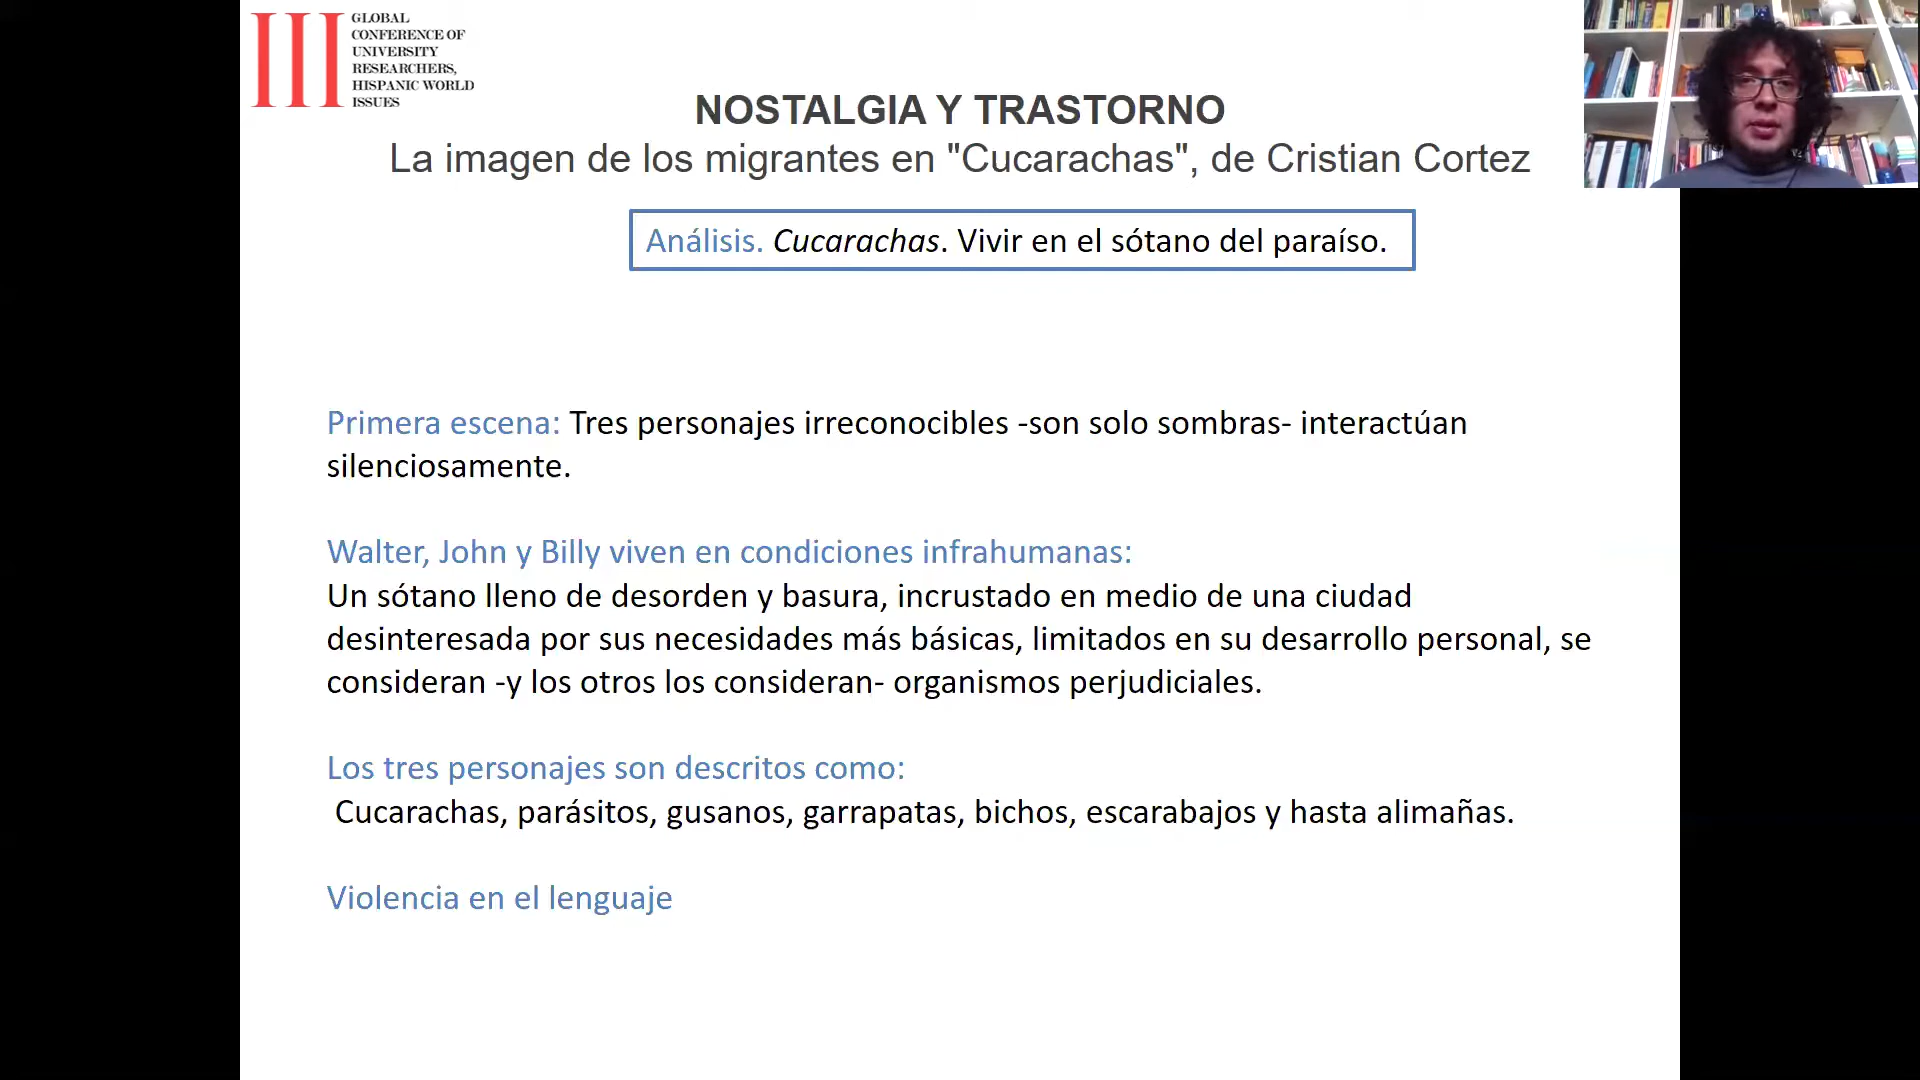 GLOBAL
CONFERENCE OF
UNIVERSITY
RESEARCHERS,
HISPANIC WORLD
ISSUES
NOSTALGIA Y TRASTORNO
La imagen de los migrantes en "Cucarachas", de Cristian Cortez
Análisis. Cucarachas. Vivir en el sótano del paraíso.
Primera escena: Tres personajes irreconocibles -son solo sombras- interactúan
silenciosamente.
Walter, John y Billy viven en condiciones infrahumanas:
Un sótano lleno de desorden y basura, incrustado en medio de una ciudad
desinteresada por sus necesidades más básicas, limitados en su desarrollo personal, se
consideran -y los otros los consideran- organismos perjudiciales.
Los tres personajes son descritos como:
Cucarachas, parásitos, gusanos, garrapatas, bichos, escarabajos y hasta alimañas.
Violencia en el lenguaje